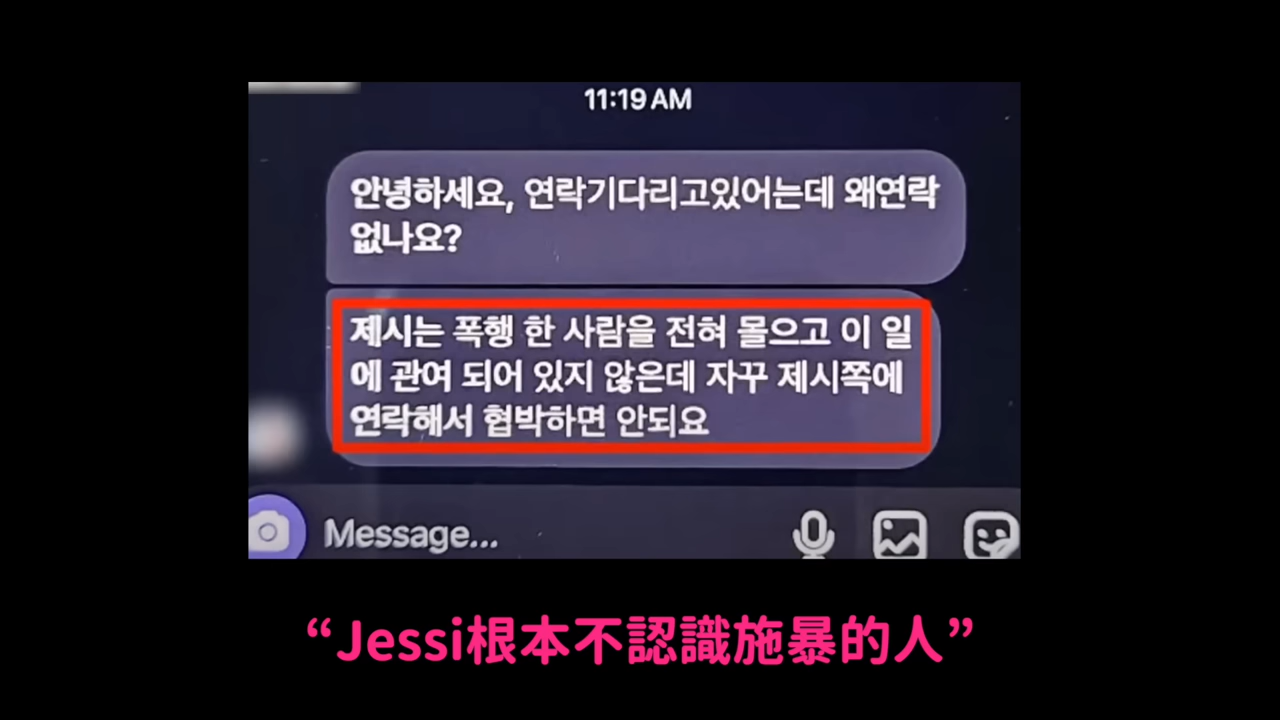 11:19 AM
안녕하세요, 연락기다리고있어는데 왜연락
없나요?
제시는 폭행 한 사람을 전혀 몰으고 이 일
에 관여 되어 있지 않은데 자꾸 제시쪽에
연락해서 협박하면 안되요
Message...
“Jessi根本不認識施暴的人”